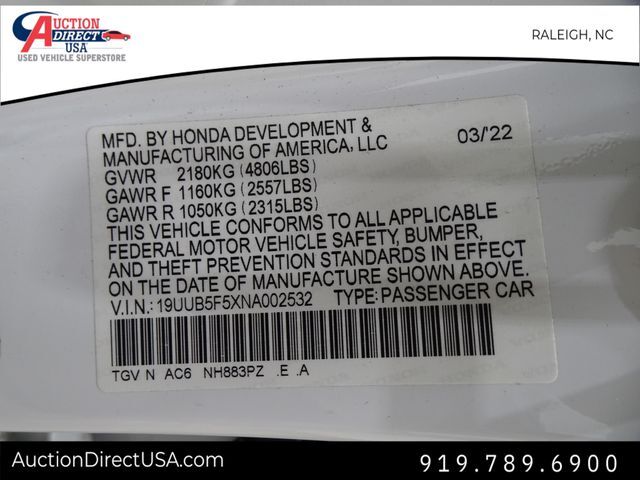 AUCTION
DIRECT
USA
USED VEHICLE SUPERSTORE
RALEIGH, NC
MFD. BY HONDA DEVELOPMENT &
MANUFACTURING OF AMERICA, LLC 03/'22
GVWR 2180KG (4806LBS)
GAWR F 1160KG (2557LBS)
GAWR R 1050KG (2315LBS)
THIS VEHICLE CONFORMS TO ALL APPLICABLE
FEDERAL MOTOR VEHICLE SAFETY, BUMPER,
AND THEFT PREVENTION STANDARDS IN EFFECT
ON THE DATE OF MANUFACTURE SHOWN ABOVE.
V.I.N.: 19UUB5F5XNA002532 TYPE: PASSENGER CAR
TGV N AC6 NH883PZ .E .A
AuctionDirectUSA.com
919.789.6900